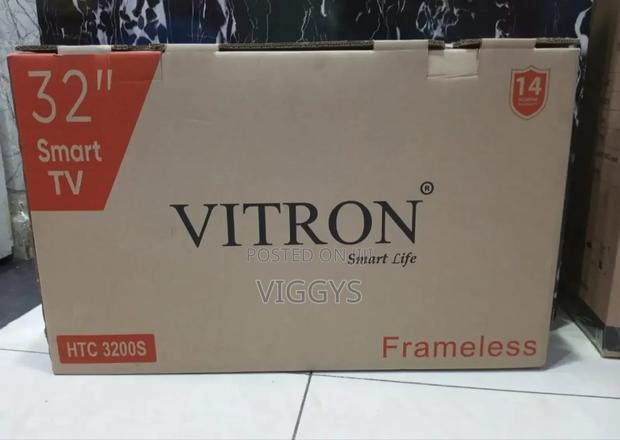 32"
Smart
TV
14
VITRON®
Smart Life
POSTED ON
VIGGYS
HTC 3200S
Frameless